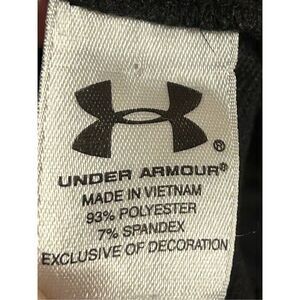 ®
UNDER ARMOUR®
MADE IN VIETNAM
93% POLYESTER
7% SPANDEX
EXCLUSIVE OF DECORATION